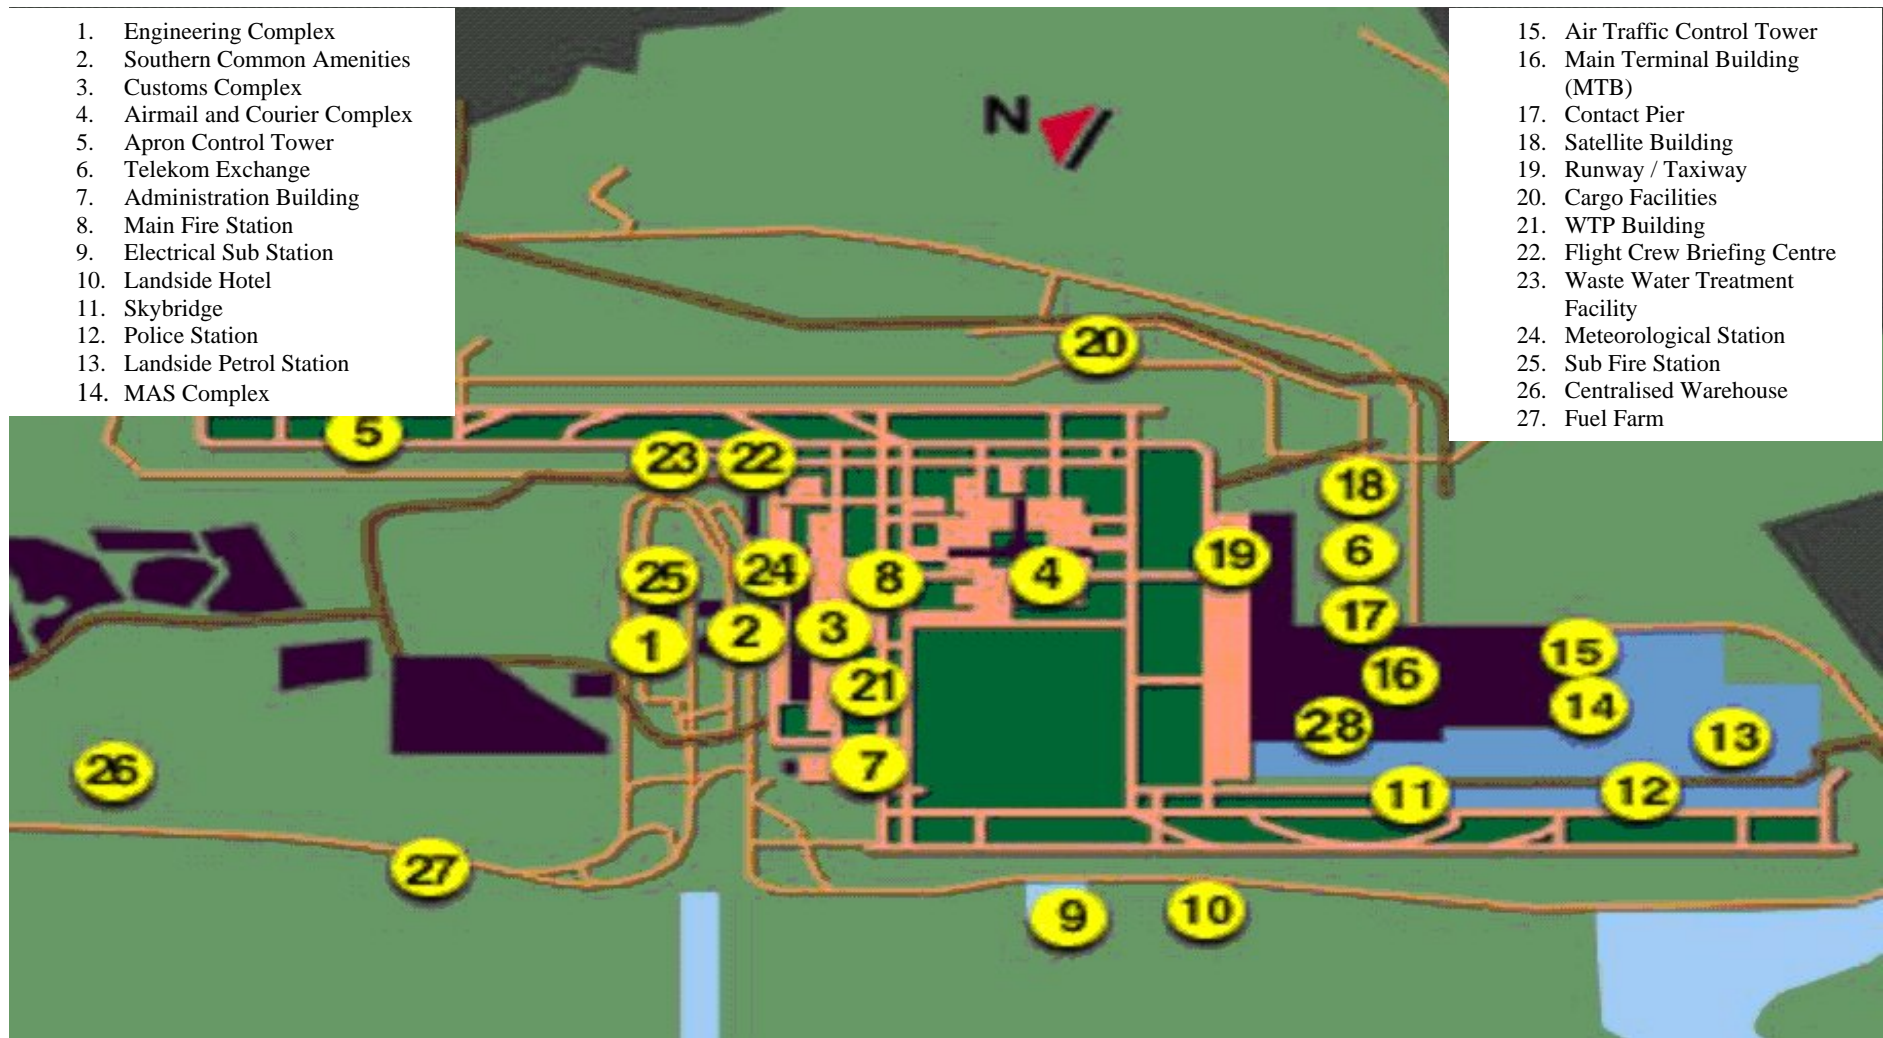 1. Engineering Complex
2. Southern Common Amenities
3. Customs Complex
4. Airmail and Courier Complex
5. Apron Control Tower
6. Telekom Exchange
7. Administration Building
8. Main Fire Station
9. Electrical Sub Station
10. Landside Hotel
11. Skybridge
12. Police Station
13. Landside Petrol Station
14. MAS Complex
15. Air Traffic Control Tower
16. Main Terminal Building
(MTB)
17. Contact Pier
18. Satellite Building
19. Runway / Taxiway
20. Cargo Facilities
21. WTP Building
22. Flight Crew Briefing Centre
23. Waste Water Treatment
Facility
24. Meteorological Station
25. Sub Fire Station
26. Centralised Warehouse
27. Fuel Farm
N
20
5
23 22
18
19 6
25 24 8 4
17
1 2 3
15
16
21
14
28 13
7
26
11 12
27
9 10